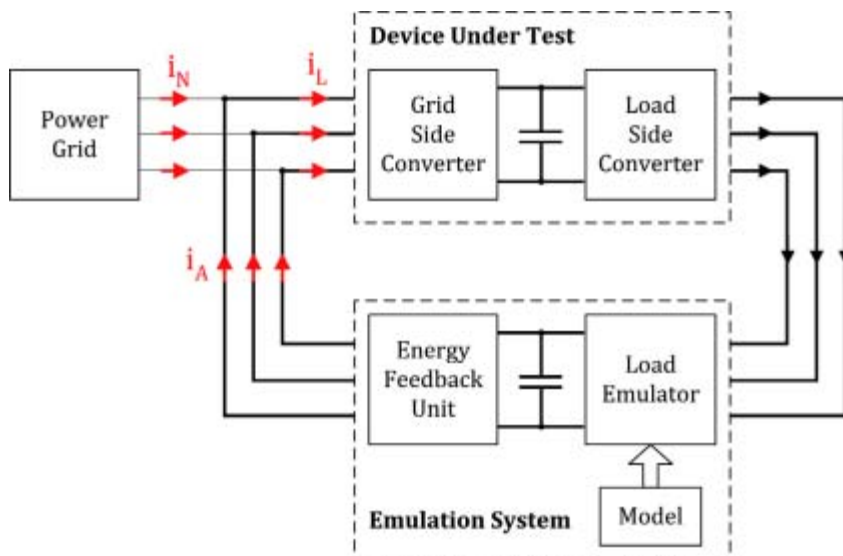 Device Under Test
i_N
i_L
Power
Grid
Grid
Side
Converter
Load
Side
Converter
i_A
Energy
Feedback
Unit
Load
Emulator
Emulation System
Model